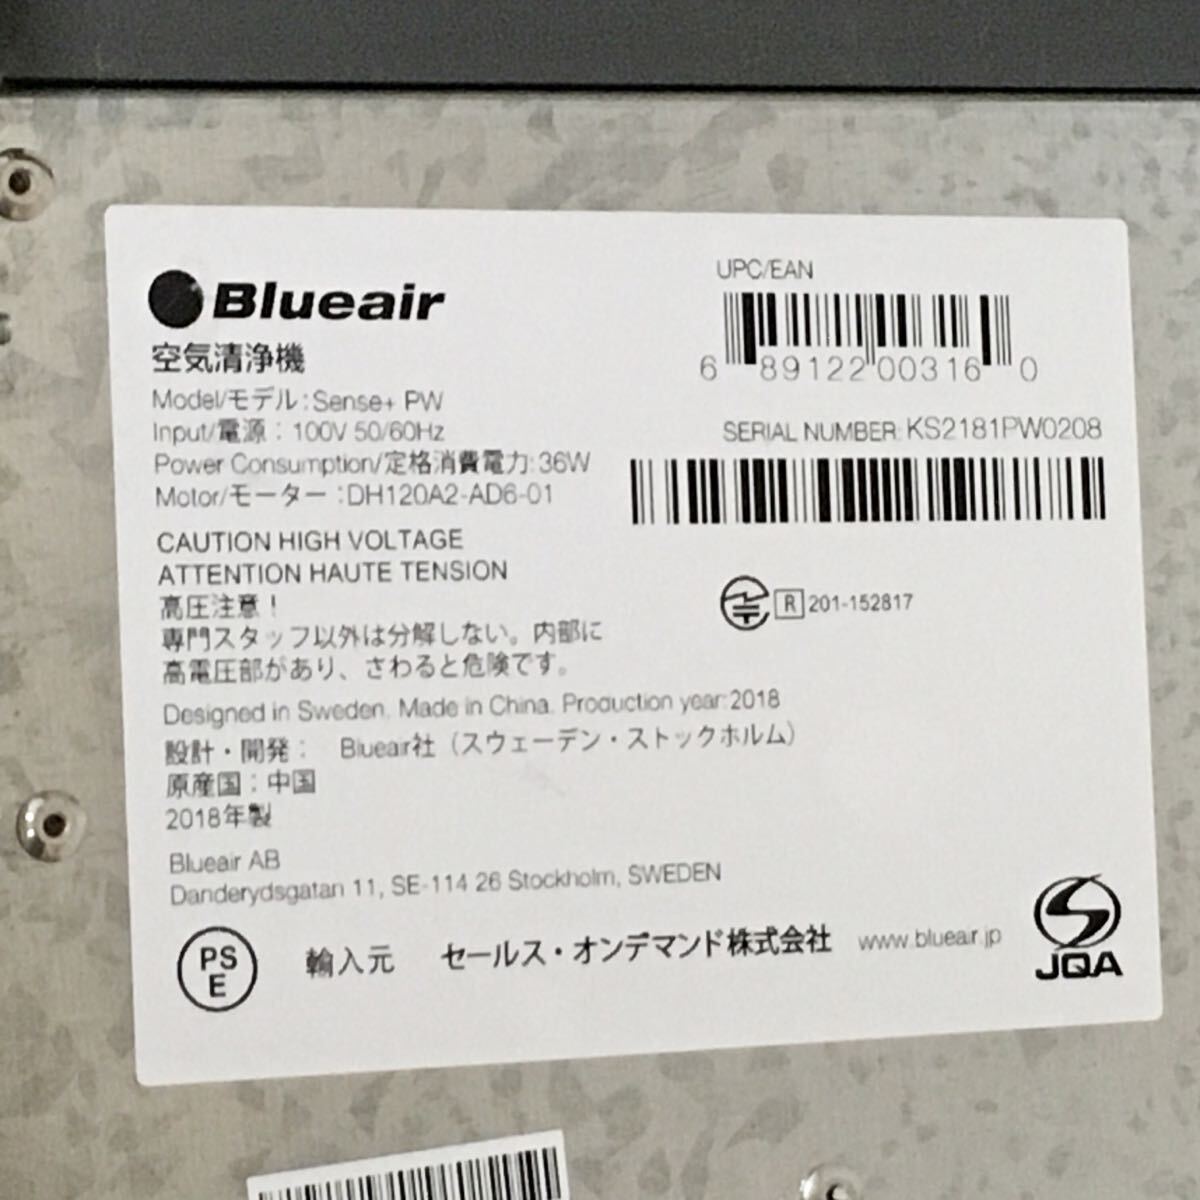 Blueair
空気清浄機
Model/モデル:Sense+ PW
Input/電源：100V 50/60Hz
Power Consumption/定格消費電力:36W
Motor/モーター：DH120A2-AD6-01
CAUTION HIGH VOLTAGE
ATTENTION HAUTE TENSION
高圧注意！
専門スタッフ以外は分解しない。内部に
高電圧部があり、さわると危険です。
Designed in Sweden. Made in China. Production year:2018
設計・開発： Blueair社（スウェーデン・ストックホルム）
原産国：中国
2018年製
Blueair AB
Danderydsgatan 11, SE-114 26 Stockholm, SWEDEN
UPC/EAN
6 89122 00316 0
SERIAL NUMBER: KS2181PW0208
R 201-152817
PS
E
輸入元 セールス・オンデマンド株式会社 www.blueair.jp
JQA